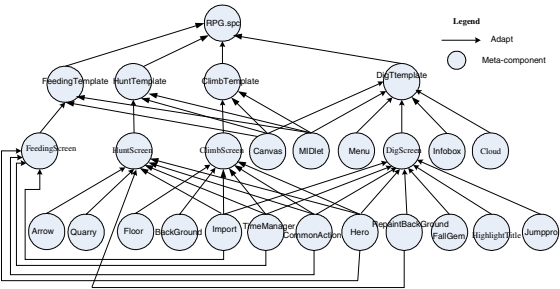 RPG.spc
Legend
Adapt
Meta-component
FeedingTemplate
HuntTemplate
ClimbTemplate
DigTtemplate
FeedingScreen
HuntScreen
ClimbScreen
Canvas
MIDlet
Menu
DigScreen
Infobox
Cloud
Arrow
Quarry
Floor
BackGround
Import
TimeManager
CommonAction
Hero
RepaintBackGround
FallGem
HighlightTitle
Jumppro